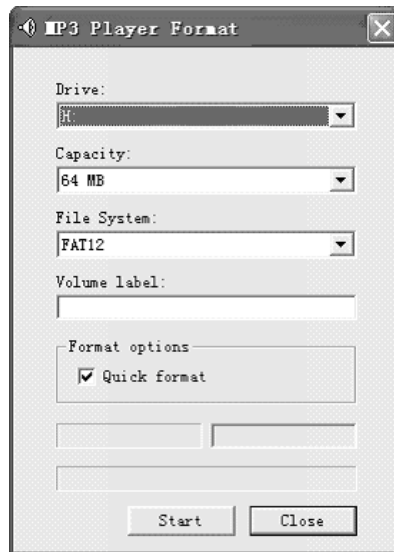 MP3 Player Format
Drive:
H:
Capacity:
64 MB
File System:
FAT12
Volume label:
Format options
Quick format
Start
Close